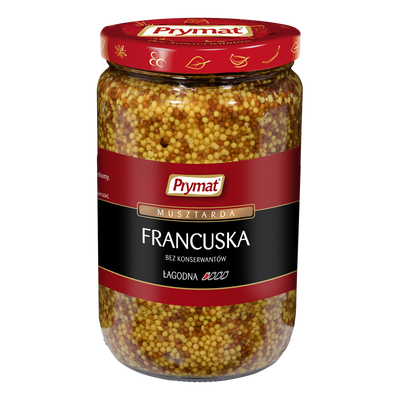 Prymat
Prymat
MUSZTARDA
FRANCUSKA
BEZ KONSERWANTÓW
ŁAGODNA